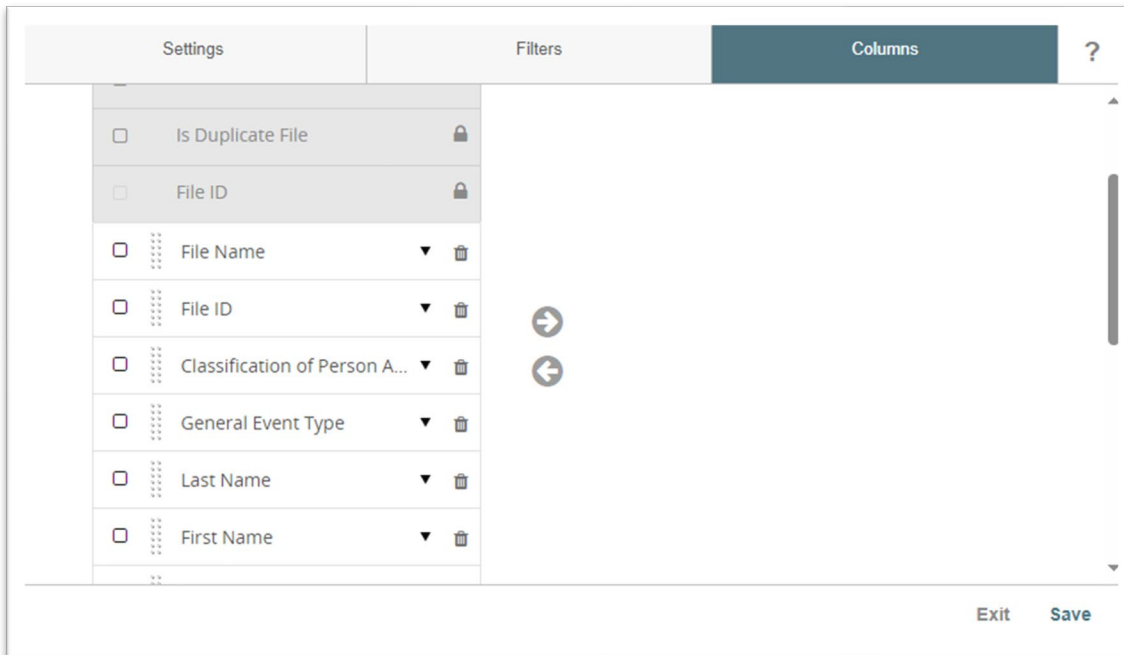 Settings
Filters
Columns
?
Is Duplicate File
File ID
File Name
File ID
Classification of Person A...
General Event Type
Last Name
First Name
Exit
Save